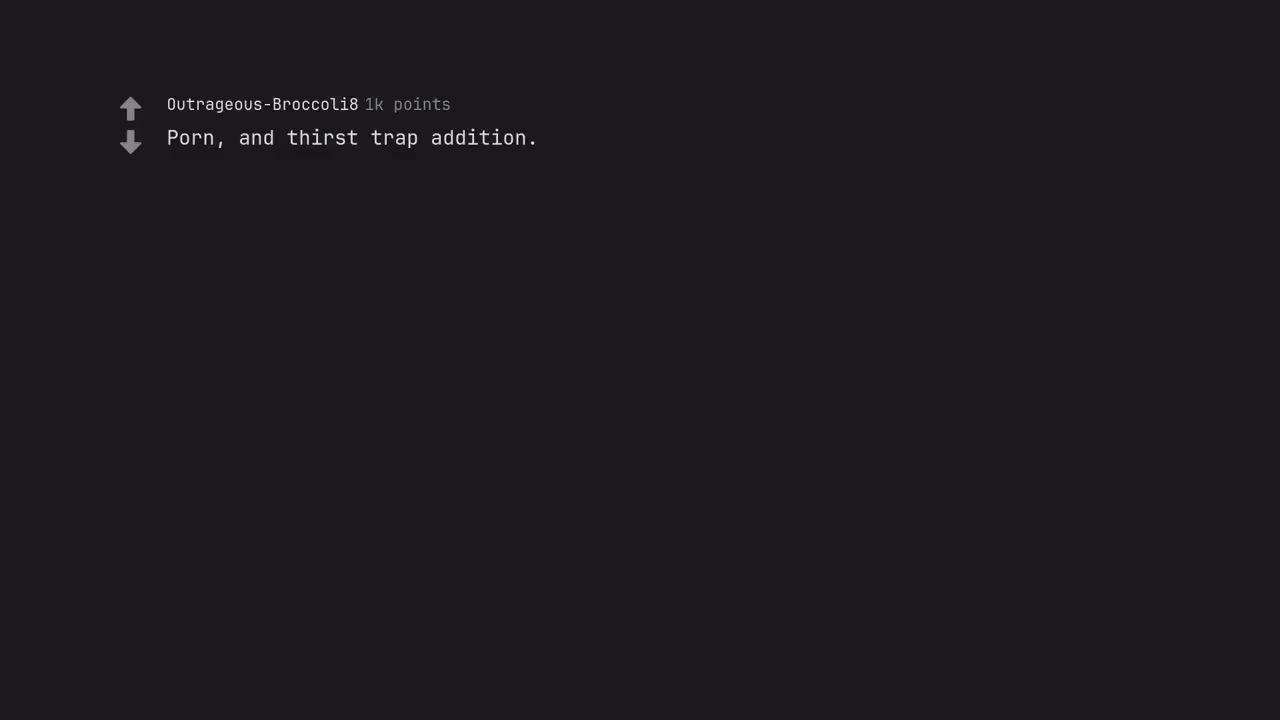 Outrageous-Broccoli8 1k points
Porn, and thirst trap addition.